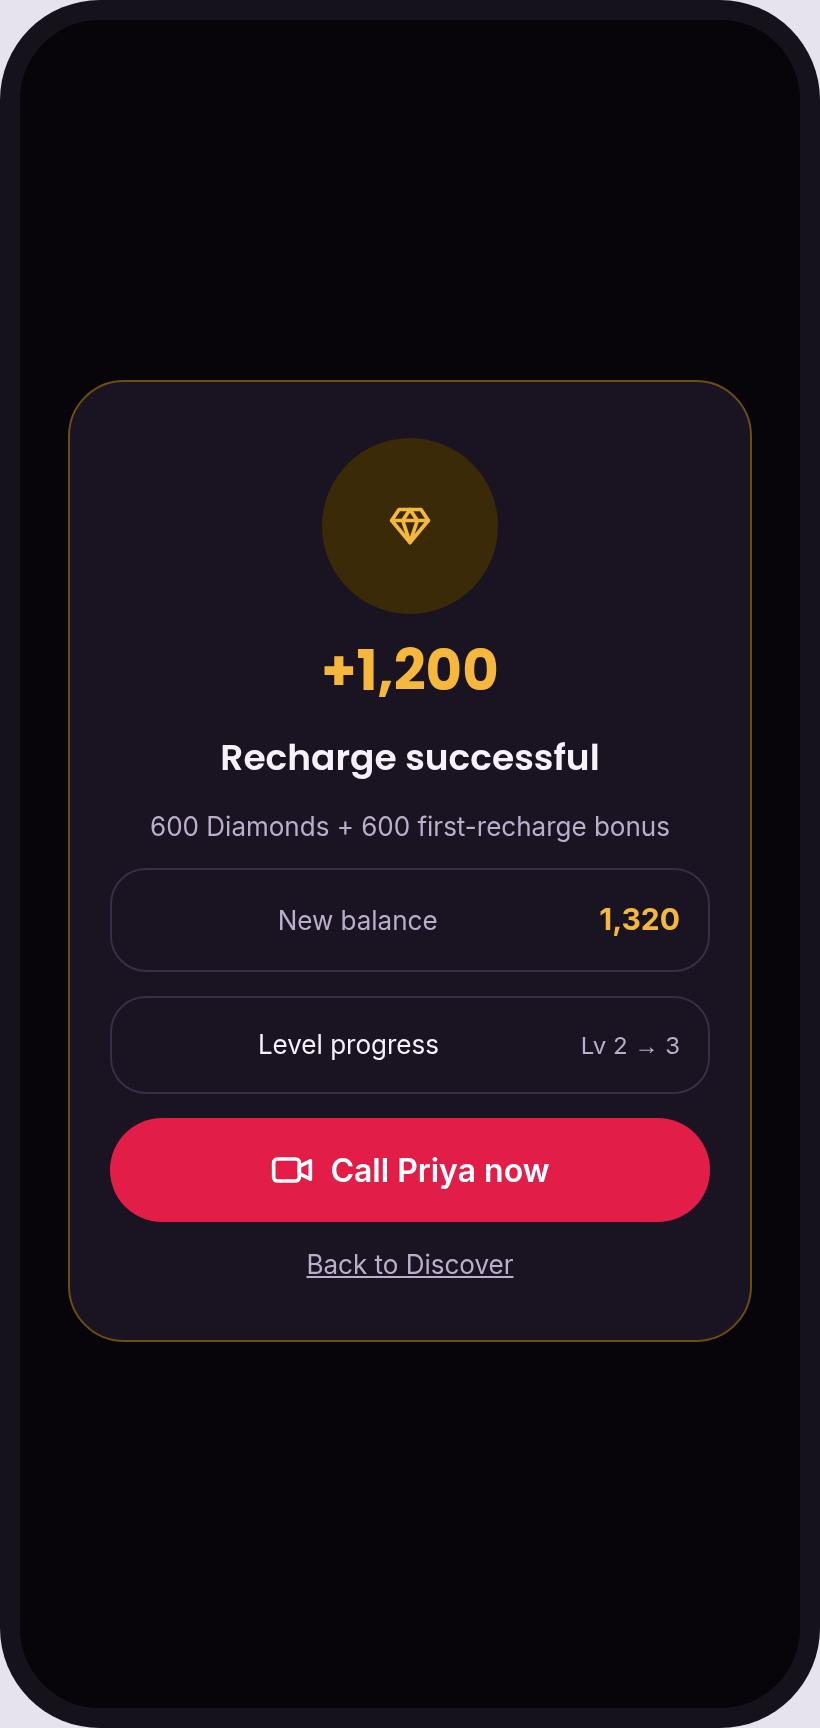 +1,200
Recharge successful
600 Diamonds + 600 first-recharge bonus
New balance 1,320
Level progress Lv 2 → 3
Call Priya now
Back to Discover